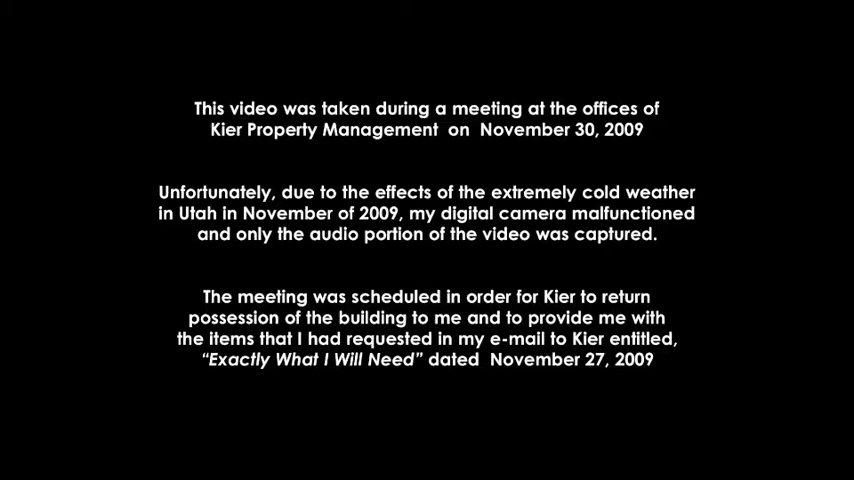 This video was taken during a meeting at the offices of
Kier Property Management on November 30, 2009
Unfortunately, due to the effects of the extremely cold weather
in Utah in November of 2009, my digital camera malfunctioned
and only the audio portion of the video was captured.
The meeting was scheduled in order for Kier to return
possession of the building to me and to provide me with
the items that I had requested in my e-mail to Kier entitled,
“Exactly What I Will Need” dated November 27, 2009